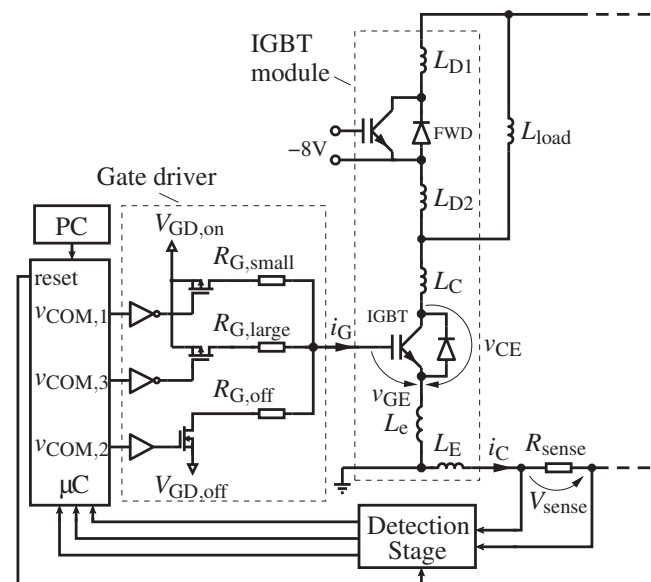 IGBT
module
L_D1
FWD
−8V
L_load
L_D2
Gate driver
PC
V_GD,on
R_G,small
reset
L_C
v_COM,1
R_G,large
i_G
IGBT
v_CE
v_COM,3
R_G,off
v_GE
L_e
v_COM,2
L_E
i_C
R_sense
μC
V_GD,off
V_sense
Detection
Stage